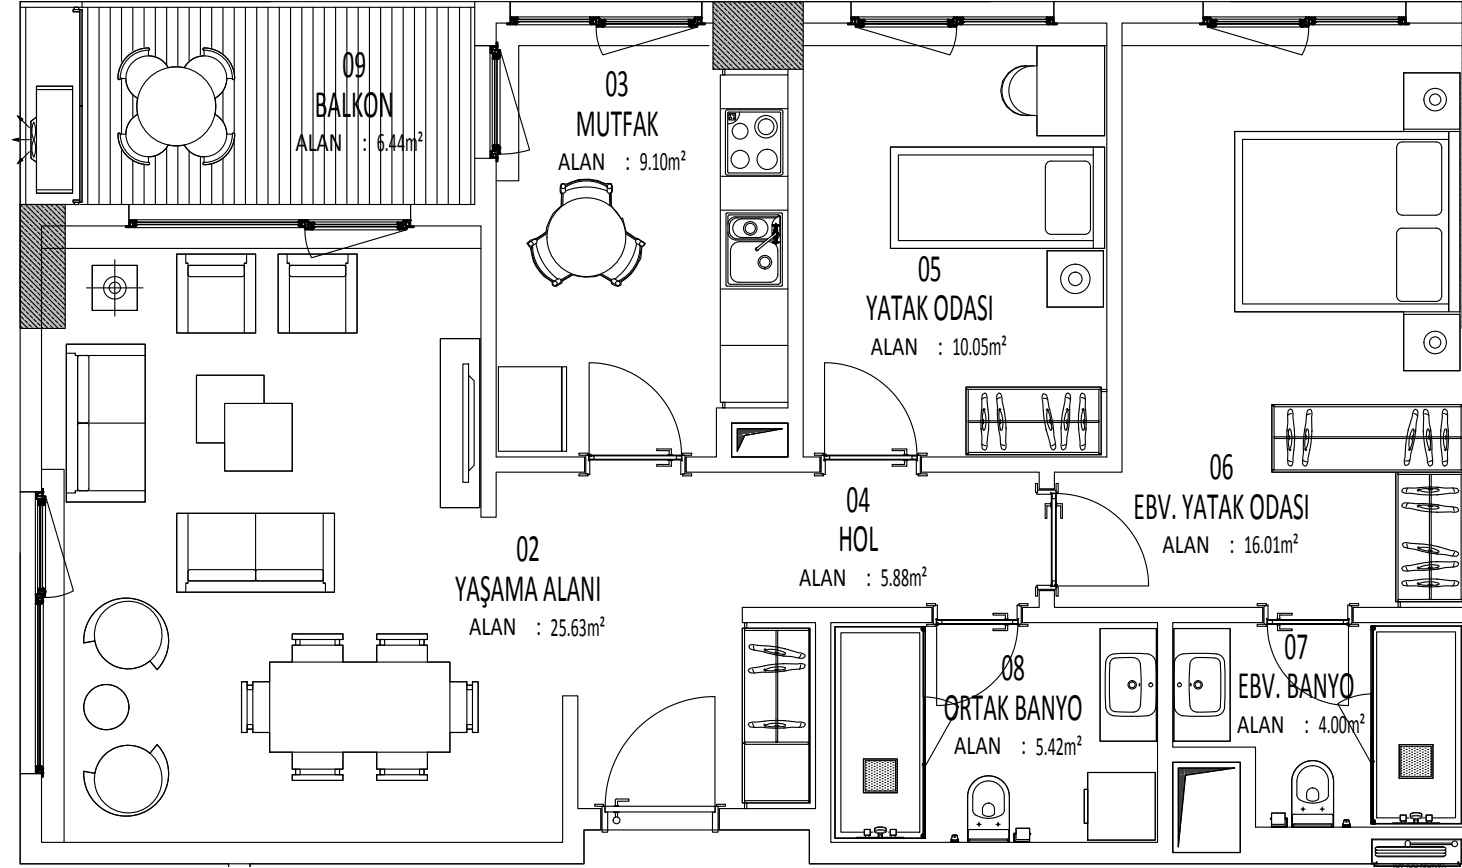 09
BALKON
ALAN : 6.44m²
03
MUTFAK
ALAN : 9.10m²
05
YATAK ODASI
ALAN : 10.05m²
06
EBV. YATAK ODASI
ALAN : 16.01m²
04
HOL
ALAN : 5.88m²
02
YAŞAMA ALANI
ALAN : 25.63m²
08
ORTAK BANYO
ALAN : 5.42m²
07
EBV. BANYO
ALAN : 4.00m²